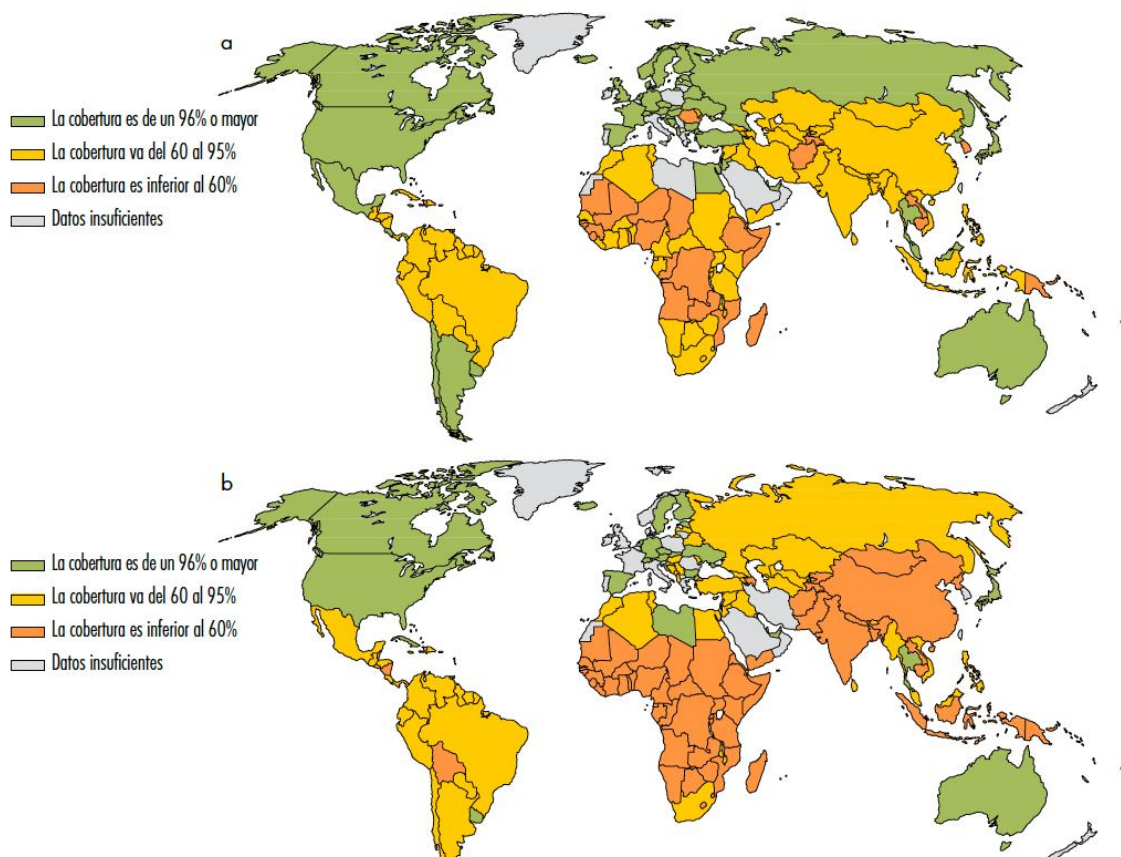 a
La cobertura es de un 96% o mayor
La cobertura va del 60 al 95%
La cobertura es inferior al 60%
Datos insuficientes
b
La cobertura es de un 96% o mayor
La cobertura va del 60 al 95%
La cobertura es inferior al 60%
Datos insuficientes